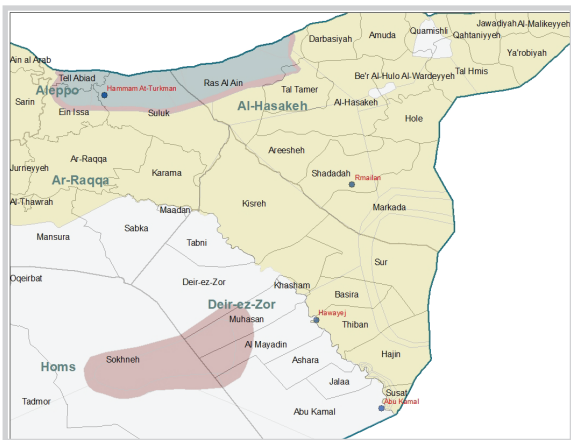 Jawadiyah Al-Malikeyyeh
Quamishli
Qahtaniyyeh
Amuda
Darbasiyah
Ya'robiyah
Ain al Arab
Tell Abiad
Ras Al Ain
Be'er Al-Hulo Al-Wardeyyeh
Tal Hmis
Hammam At-Turkman
Tal Tamer
Aleppo
Sarin
Al-Hasakeh
Al-Hasakeh
Ein Issa
Suluk
Hole
Areesheh
Ar-Raqqa
Jurneyyeh
Karama
Shadadah
Rmailan
Ar-Raqqa
Al-Thawrah
Kisreh
Markada
Maadan
Sabka
Mansura
Tabni
Sur
Oqeirbat
Deir-ez-Zor
Khasham
Basira
Deir-ez-Zor
Muhasan
Hawayej
Thiban
Al Mayadin
Sokhneh
Hajin
Homs
Ashara
Jalaa
Susat
Tadmor
Abu Kamal
Abu Kamal